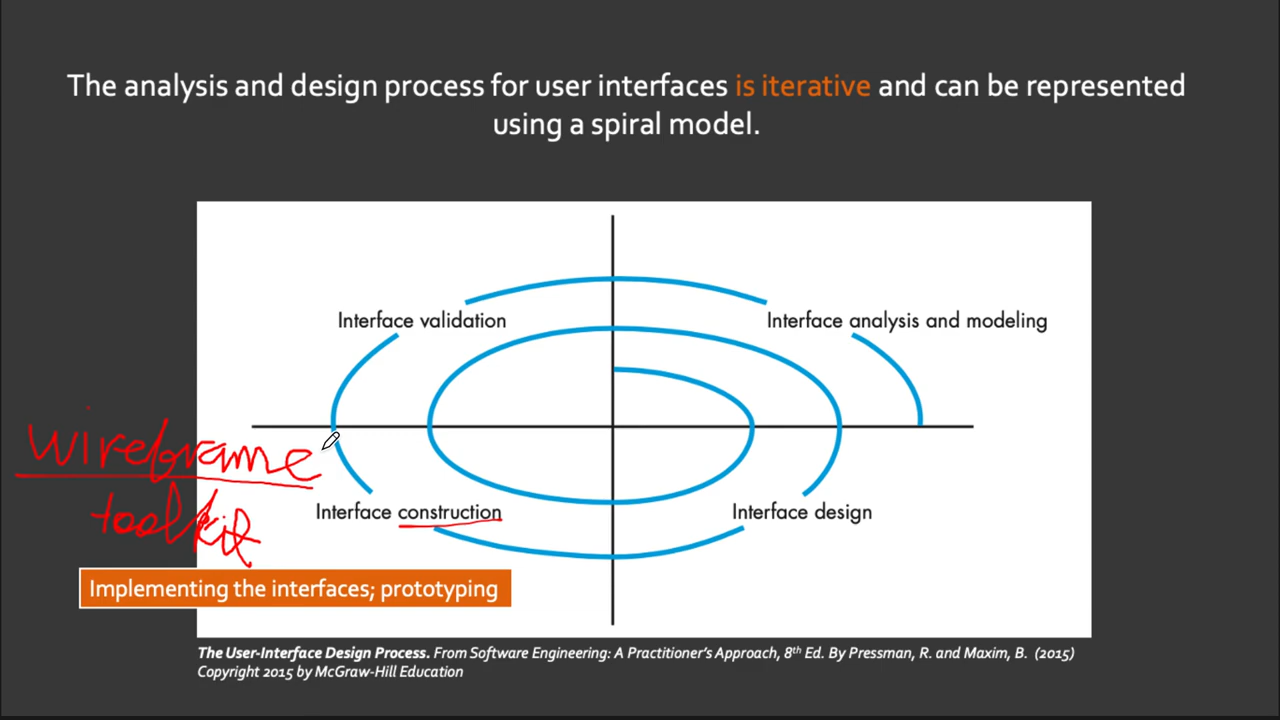 The analysis and design process for user interfaces is iterative and can be represented
using a spiral model.
Interface validation
Interface analysis and modeling
wireframe
toolkit
Interface construction
Interface design
Implementing the interfaces; prototyping
The User-Interface Design Process. From Software Engineering: A Practitioner's Approach, 8th Ed. By Pressman, R. and Maxim, B. (2015)
Copyright 2015 by McGraw-Hill Education